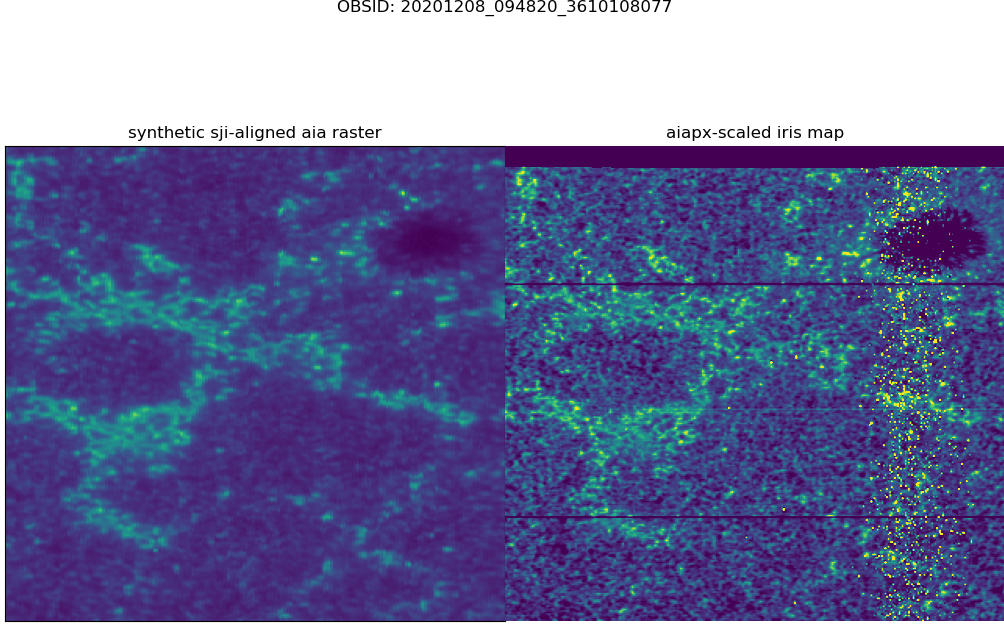 OBSID: 20201208_094820_3610108077
synthetic sji-aligned aia raster
aiapx-scaled iris map